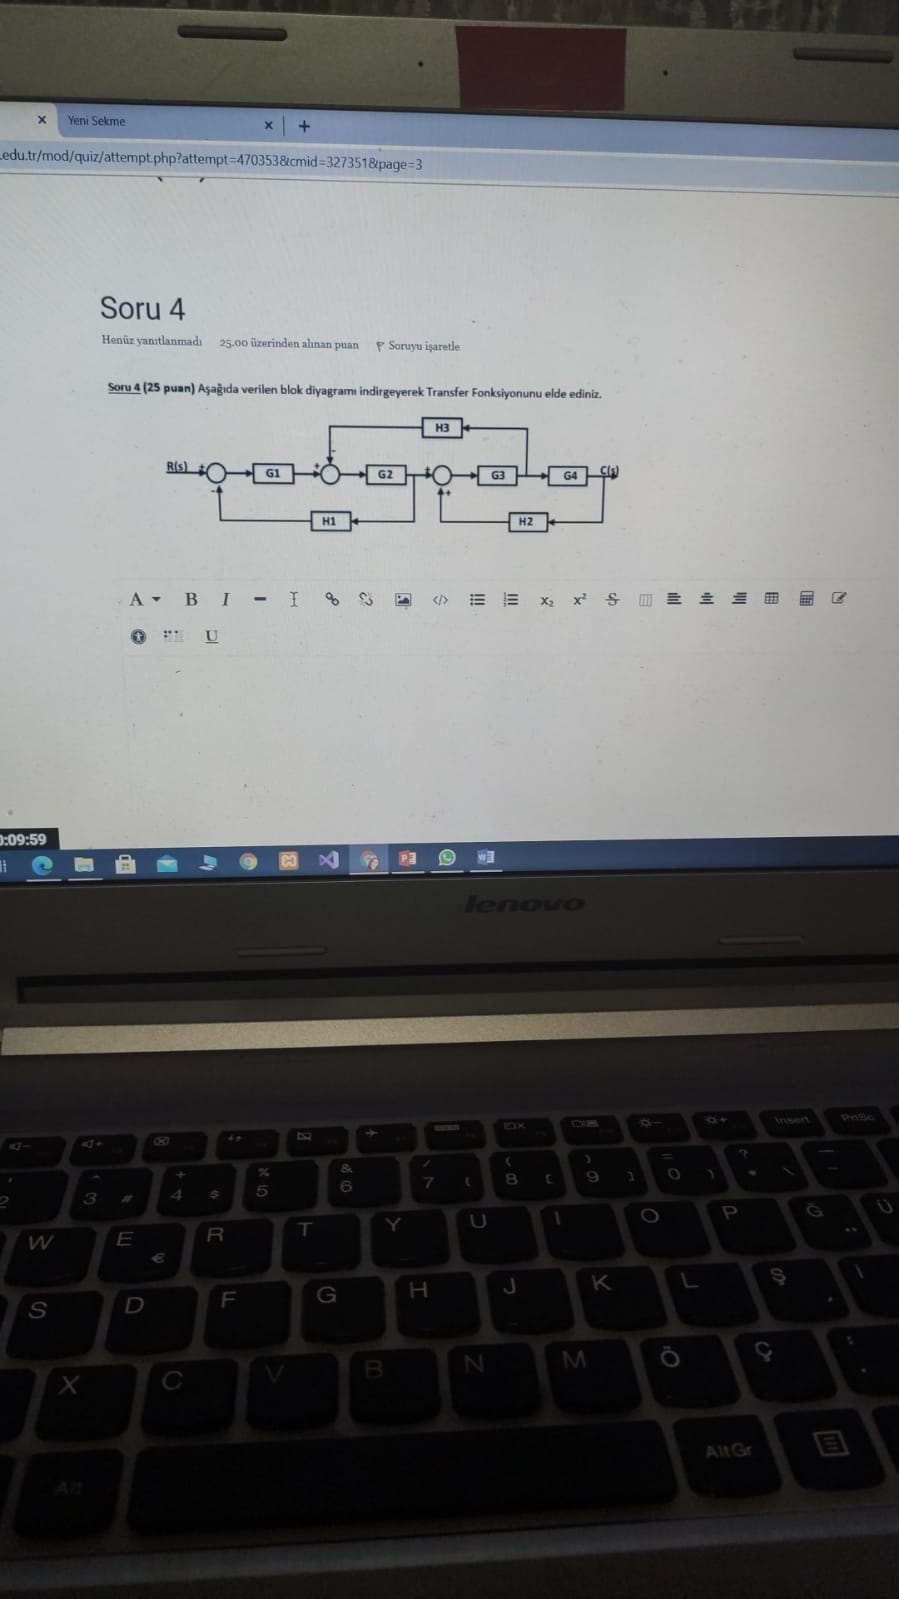 Yeni Sekme
.edu.tr/mod/quiz/attempt.php?attempt=470353&cmid=327351&page=3
Soru 4
Henüz yanıtlanmadı 25.00 üzerinden alınan puan Soruyu işaretle
Soru 4 (25 puan) Aşağıda verilen blok diyagramı indirgeyerek Transfer Fonksiyonunu elde ediniz.
H3
R(s) + G1 + - G2 + G3 G4 C(s)
- H1 + H2
A B I </> x₂ x² S
U
0:09:59
lenovo
Insert PrtSc
3 # + 4 $ % 5 & 6 / 7 { ( 8 [ ) 9 ] = 0 } ? * \ -
W E € R T Y U I O P Ğ Ü
S D F G H J K L Ş İ
X C V B N M Ö Ç
Alt AltGr